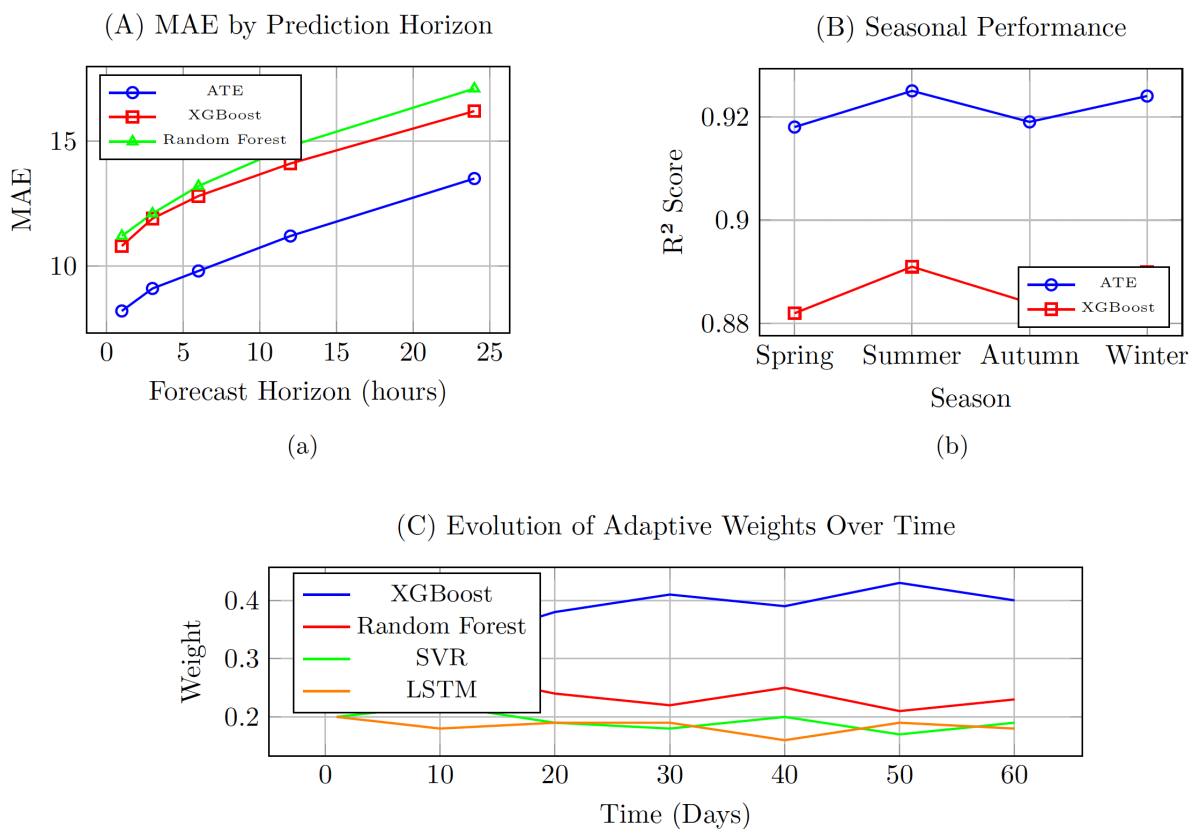 (A) MAE by Prediction Horizon
ATE
XGBoost
Random Forest
15
10
MAE
0 5 10 15 20 25
Forecast Horizon (hours)
(a)
(B) Seasonal Performance
0.92
0.9
0.88
R² Score
ATE
XGBoost
Spring Summer Autumn Winter
Season
(b)
(C) Evolution of Adaptive Weights Over Time
XGBoost
Random Forest
SVR
LSTM
0.4
0.3
0.2
Weight
0 10 20 30 40 50 60
Time (Days)